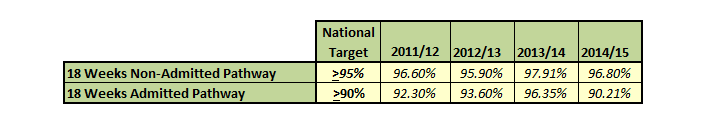 National
Target 2011/12 2012/13 2013/14 2014/15
18 Weeks Non-Admitted Pathway ≥95% 96.60% 95.90% 97.91% 96.80%
18 Weeks Admitted Pathway ≥90% 92.30% 93.60% 96.35% 90.21%